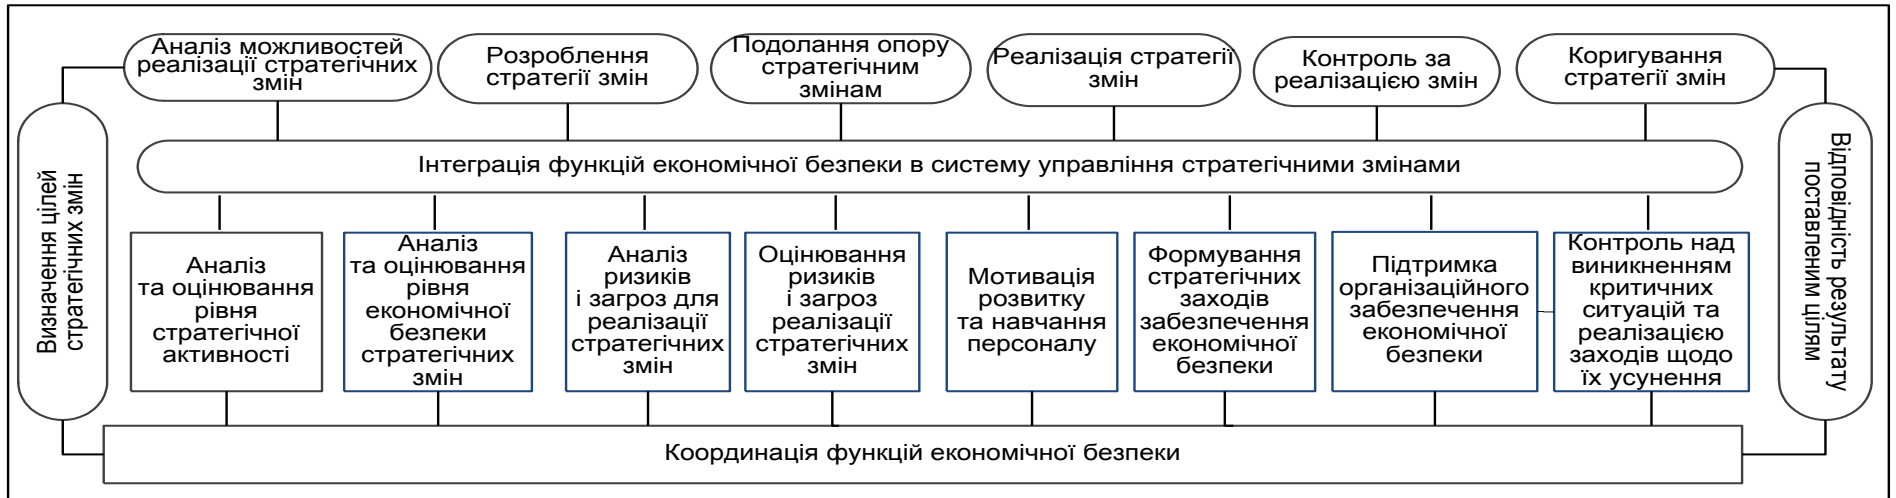 Аналіз можливостей
реалізації стратегічних
змін
Розроблення
стратегії змін
Подолання опору
стратегічним
змінам
Реалізація стратегії
змін
Контроль за
реалізацією змін
Коригування
стратегії змін
Визначення цілей
стратегічних змін
Інтеграція функцій економічної безпеки в систему управління стратегічними змінами
Відповідність результату
поставленим цілям
Аналіз
та оцінювання
рівня
стратегічної
активності
Аналіз
та оцінювання
рівня
економічної
безпеки
стратегічних
змін
Аналіз
ризиків
і загроз для
реалізації
стратегічних
змін
Оцінювання
ризиків
і загроз
реалізації
стратегічних
змін
Мотивація
розвитку
та навчання
персоналу
Формування
стратегічних
заходів
забезпечення
економічної
безпеки
Підтримка
організаційного
забезпечення
економічної
безпеки
Контроль над
виникненням
критичних
ситуацій та
реалізацією
заходів щодо
їх усунення
Координація функцій економічної безпеки